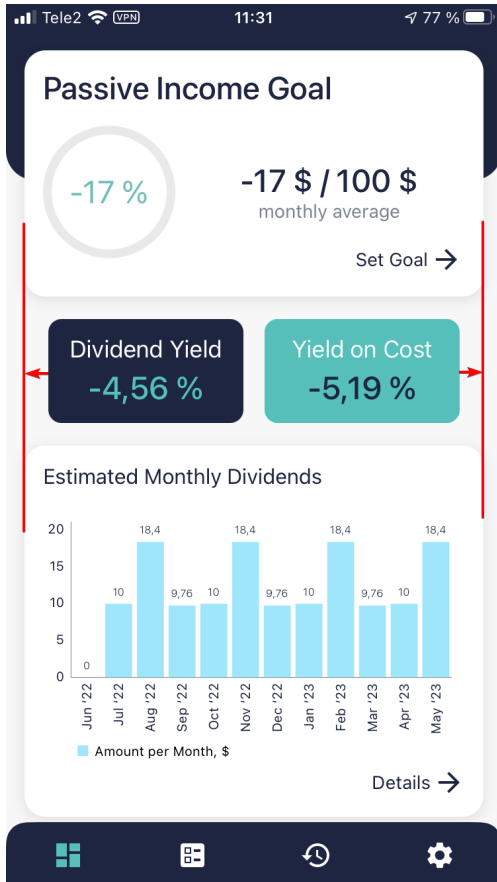 Tele2 VPN 11:31 77 %
Passive Income Goal
-17 %
-17 $ / 100 $
monthly average
Set Goal
Dividend Yield
-4,56 %
Yield on Cost
-5,19 %
Estimated Monthly Dividends
20
15
10
5
0
0
10
18,4
9,76
10
18,4
9,76
10
18,4
9,76
10
18,4
Jun '22
Jul '22
Aug '22
Sep '22
Oct '22
Nov '22
Dec '22
Jan '23
Feb '23
Mar '23
Apr '23
May '23
Amount per Month, $
Details